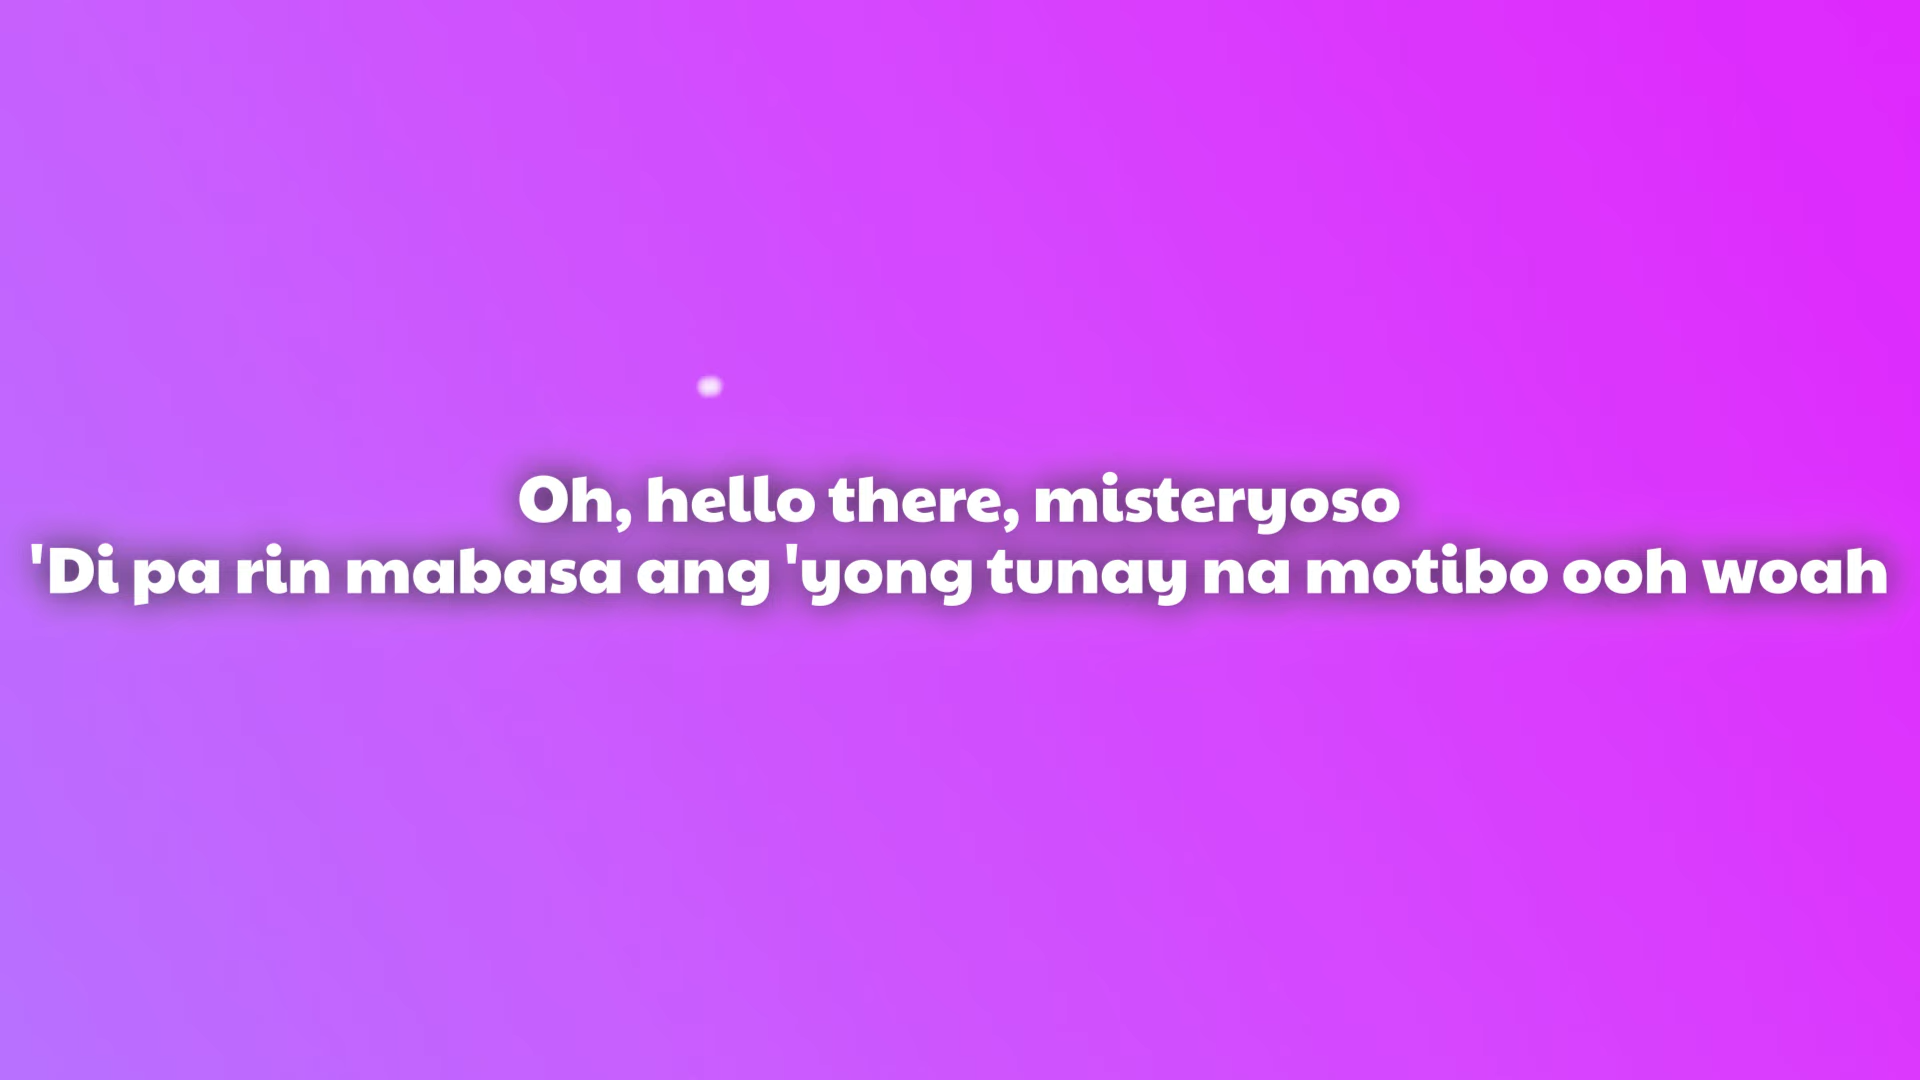 Oh, hello there, misteryoso
'Di pa rin mabasa ang 'yong tunay na motibo ooh woah